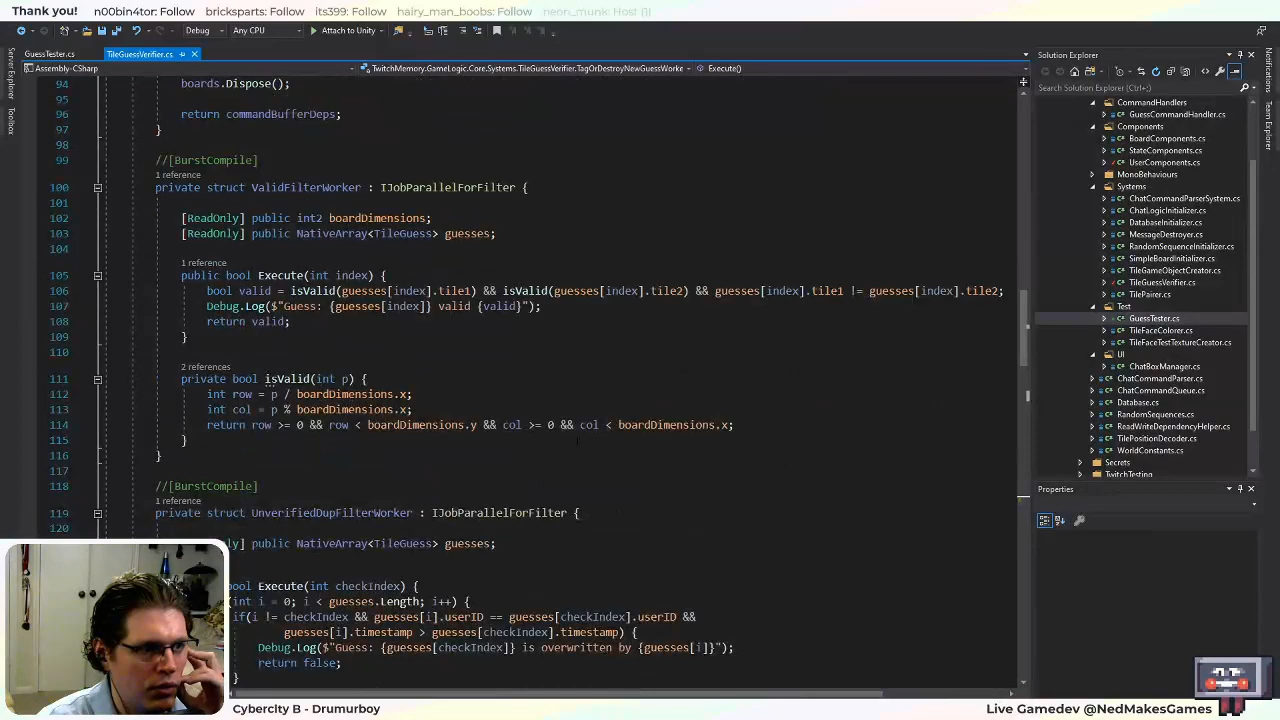 Thank you! n00bin4tor: Follow bricksparts: Follow its399: Follow hairy_man_boobs: Follow neon_munk: Host {}
Debug Any CPU Attach to Unity
GuessTester.cs TileGuessVerifier.cs
Assembly-CSharp TwitchMemory.GameLogic.Core.Systems.TileGuessVerifier.TagOrDestroyNewGuessWorke Execute()
Server Explorer
Toolbox
94 boards.Dispose();
95
96 return commandBufferDeps;
97 }
98
99 //[BurstCompile]
1 reference
100 private struct ValidFilterWorker : IJobParallelForFilter {
101
102 [ReadOnly] public int2 boardDimensions;
103 [ReadOnly] public NativeArray<TileGuess> guesses;
104
1 reference
105 public bool Execute(int index) {
106 bool valid = isValid(guesses[index].tile1) && isValid(guesses[index].tile2) && guesses[index].tile1 != guesses[index].tile2;
107 Debug.Log($"Guess: {guesses[index]} valid {valid}");
108 return valid;
109 }
110
2 references
111 private bool isValid(int p) {
112 int row = p / boardDimensions.x;
113 int col = p % boardDimensions.x;
114 return row >= 0 && row < boardDimensions.y && col >= 0 && col < boardDimensions.x;
115 }
116 }
117
118 //[BurstCompile]
1 reference
119 private struct UnverifiedDupFilterWorker : IJobParallelForFilter {
120
y] public NativeArray<TileGuess> guesses;
bool Execute(int checkIndex) {
(int i = 0; i < guesses.Length; i++) {
if(i != checkIndex && guesses[i].userID == guesses[checkIndex].userID &&
guesses[i].timestamp > guesses[checkIndex].timestamp) {
Debug.Log($"Guess: {guesses[checkIndex]} is overwritten by {guesses[i]}");
return false;
}
Solution Explorer
Search Solution Explorer (Ctrl+;)
CommandHandlers
GuessCommandHandler.cs
Components
BoardComponents.cs
StateComponents.cs
UserComponents.cs
MonoBehaviours
Systems
ChatCommandParserSystem.cs
ChatLogicInitializer.cs
DatabaseInitializer.cs
MessageDestroyer.cs
RandomSequenceInitializer.cs
SimpleBoardInitializer.cs
TileGameObjectCreator.cs
TileGuessVerifier.cs
TilePairer.cs
Test
GuessTester.cs
TileFaceColorer.cs
TileFaceTestTextureCreator.cs
UI
ChatBoxManager.cs
ChatCommandParser.cs
ChatCommandQueue.cs
Database.cs
RandomSequences.cs
ReadWriteDependencyHelper.cs
TilePositionDecoder.cs
WorldConstants.cs
Secrets
TwitchTesting
Properties
Notifications
Team Explorer
Cybercity B - Drumurboy
Live Gamedev @NedMakesGames